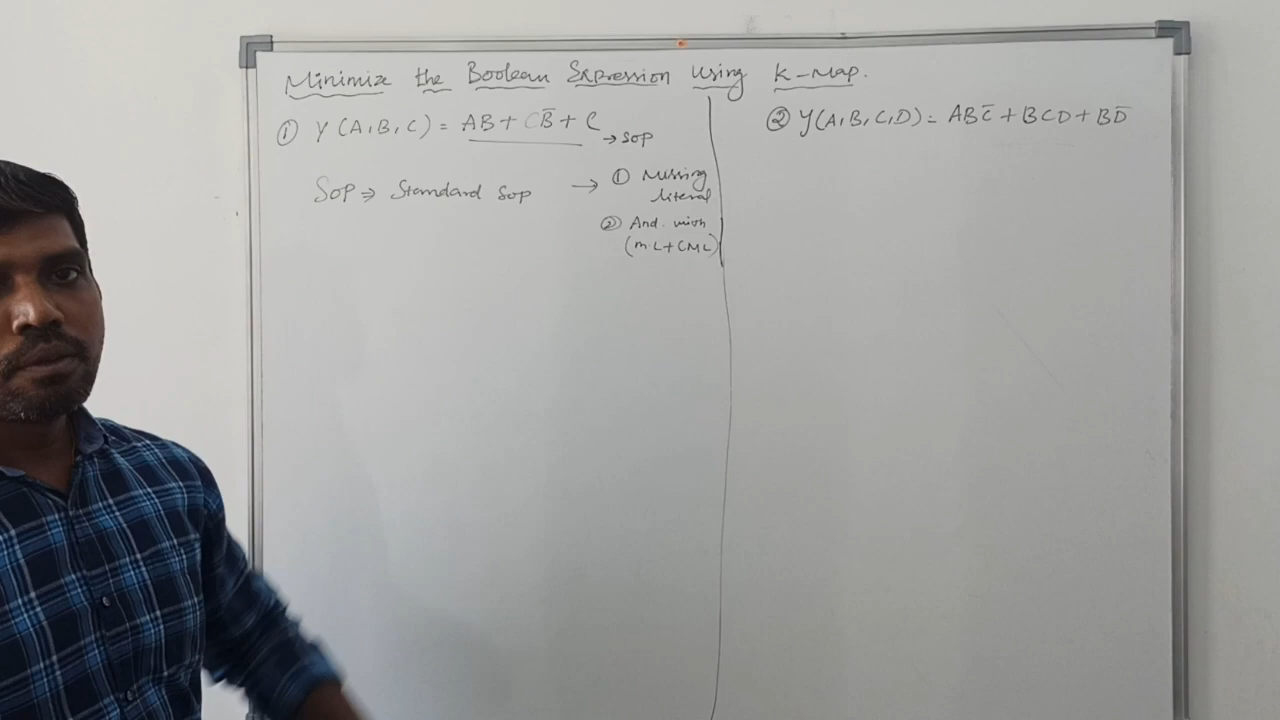 Minimize the Boolean Expression Using K-Map.
① Y(A,B,C) = AB + CB̅ + C → SOP
SOP ⇒ Standard SOP → ① Missing
literal
② And. with
(M.L + CML)
② Y(A,B,C,D) = ABC̅ + BCD + BD̅